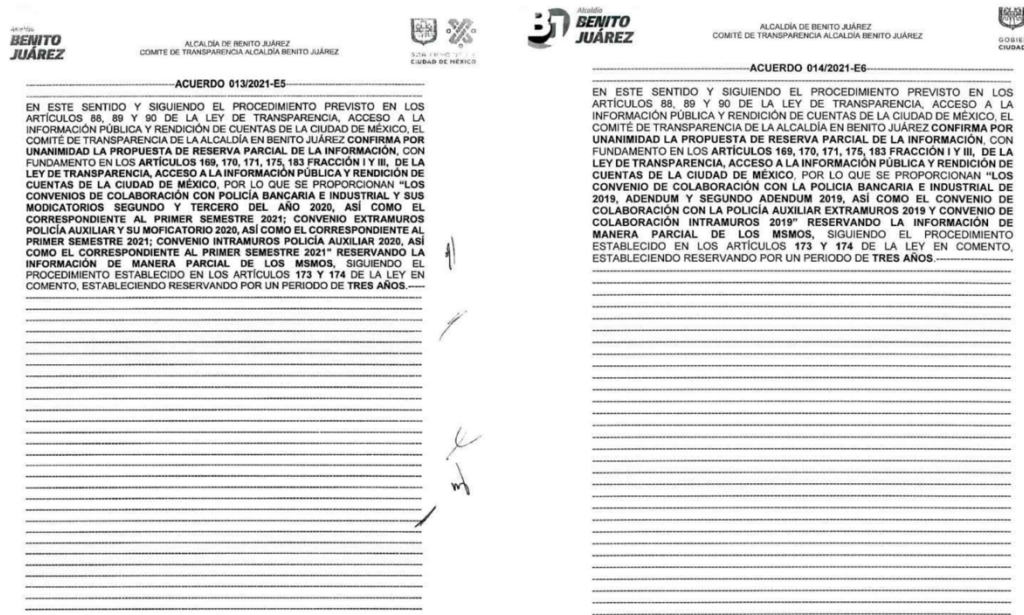 Alcaldía
BENITO
JUÁREZ
ALCALDÍA DE BENITO JUÁREZ
COMITÉ DE TRANSPARENCIA ALCALDÍA BENITO JUÁREZ
CIUDAD DE MÉXICO
ACUERDO 013/2021-E5
EN ESTE SENTIDO Y SIGUIENDO EL PROCEDIMIENTO PREVISTO EN LOS
ARTÍCULOS 88, 89 Y 90 DE LA LEY DE TRANSPARENCIA, ACCESO A LA
INFORMACIÓN PÚBLICA Y RENDICIÓN DE CUENTAS DE LA CIUDAD DE MÉXICO, EL
COMITÉ DE TRANSPARENCIA DE LA ALCALDÍA EN BENITO JUÁREZ CONFIRMA POR
UNANIMIDAD LA PROPUESTA DE RESERVA PARCIAL DE LA INFORMACIÓN, CON
FUNDAMENTO EN LOS ARTÍCULOS 169, 170, 171, 175, 183 FRACCIÓN I Y III, DE LA
LEY DE TRANSPARENCIA, ACCESO A LA INFORMACIÓN PÚBLICA Y RENDICIÓN DE
CUENTAS DE LA CIUDAD DE MÉXICO, POR LO QUE SE PROPORCIONAN “LOS
CONVENIOS DE COLABORACIÓN CON POLICÍA BANCARIA E INDUSTRIAL Y SUS
MODICATORIOS SEGUNDO Y TERCERO DEL AÑO 2020, ASÍ COMO EL
CORRESPONDIENTE AL PRIMER SEMESTRE 2021; CONVENIO EXTRAMUROS
POLICÍA AUXILIAR Y SU MOFICATORIO 2020, ASÍ COMO EL CORRESPONDIENTE AL
PRIMER SEMESTRE 2021; CONVENIO INTRAMUROS POLICÍA AUXILIAR 2020, ASÍ
COMO EL CORRESPONDIENTE AL PRIMER SEMESTRE 2021” RESERVANDO LA
INFORMACIÓN DE MANERA PARCIAL DE LOS MSMOS, SIGUIENDO EL
PROCEDIMIENTO ESTABLECIDO EN LOS ARTÍCULOS 173 Y 174 DE LA LEY EN
COMENTO, ESTABLECIENDO RESERVANDO POR UN PERIODO DE TRES AÑOS.
BJ
Alcaldía
BENITO
JUÁREZ
ALCALDÍA DE BENITO JUÁREZ
COMITÉ DE TRANSPARENCIA ALCALDÍA BENITO JUÁREZ
ACUERDO 014/2021-E6
EN ESTE SENTIDO Y SIGUIENDO EL PROCEDIMIENTO PREVISTO EN LOS
ARTÍCULOS 88, 89 Y 90 DE LA LEY DE TRANSPARENCIA, ACCESO A LA
INFORMACIÓN PÚBLICA Y RENDICIÓN DE CUENTAS DE LA CIUDAD DE MÉXICO, EL
COMITÉ DE TRANSPARENCIA DE LA ALCALDÍA EN BENITO JUÁREZ CONFIRMA POR
UNANIMIDAD LA PROPUESTA DE RESERVA PARCIAL DE LA INFORMACIÓN, CON
FUNDAMENTO EN LOS ARTÍCULOS 169, 170, 171, 175, 183 FRACCIÓN I Y III, DE LA
LEY DE TRANSPARENCIA, ACCESO A LA INFORMACIÓN PÚBLICA Y RENDICIÓN DE
CUENTAS DE LA CIUDAD DE MÉXICO, POR LO QUE SE PROPORCIONAN “LOS
CONVENIO DE COLABORACIÓN CON LA POLICIA BANCARIA E INDUSTRIAL DE
2019, ADENDUM Y SEGUNDO ADENDUM 2019, ASÍ COMO EL CONVENIO DE
COLABORACIÓN CON LA POLICÍA AUXILIAR EXTRAMUROS 2019 Y CONVENIO DE
COLABORACIÓN INTRAMUROS 2019” RESERVANDO LA INFORMACIÓN DE
MANERA PARCIAL DE LOS MSMOS, SIGUIENDO EL PROCEDIMIENTO
ESTABLECIDO EN LOS ARTÍCULOS 173 Y 174 DE LA LEY EN COMENTO,
ESTABLECIENDO RESERVANDO POR UN PERIODO DE TRES AÑOS.